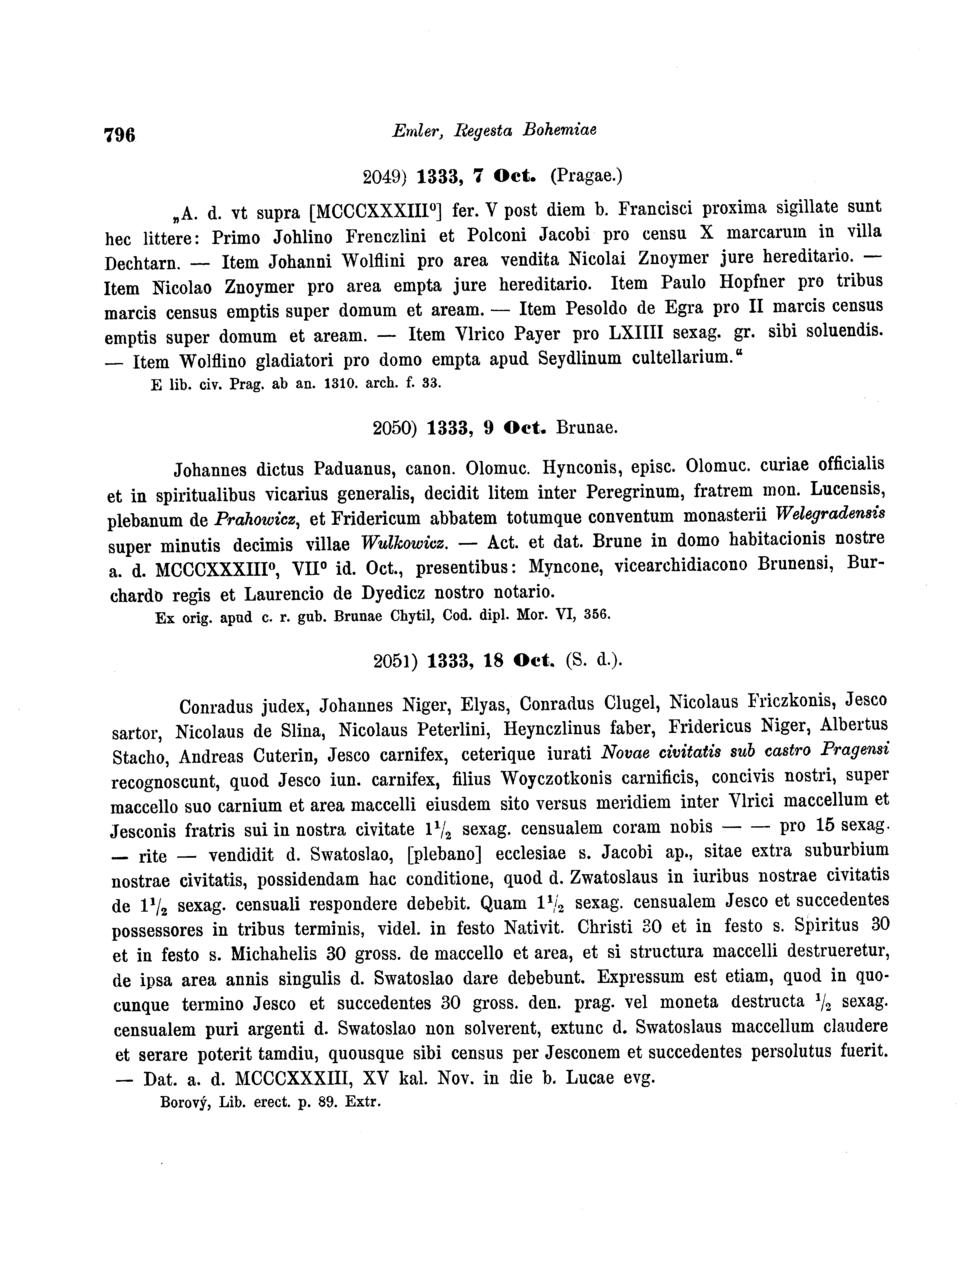 796
Emler, Regesta Bohemiae
2049) 1333, 7 Oct. (Pragae.)
„A. d. vt supra [MCCCXXXIII⁰] fer. V post diem b. Francisci proxima sigillate sunt
hec littere: Primo Johlino Frenczlini et Polconi Jacobi pro censu X marcarum in villa
Dechtarn. — Item Johanni Wolflini pro area vendita Nicolai Znoymer jure hereditario. —
Item Nicolao Znoymer pro area empta jure hereditario. Item Paulo Hopfner pro tribus
marcis census emptis super domum et aream. — Item Pesoldo de Egra pro II marcis census
emptis super domum et aream. — Item Vlrico Payer pro LXIIII sexag. gr. sibi soluendis.
— Item Wolflino gladiatori pro domo empta apud Seydlinum cultellarium.“
E lib. civ. Prag. ab an. 1310. arch. f. 33.
2050) 1333, 9 Oct. Brunae.
Johannes dictus Paduanus, canon. Olomuc. Hynconis, episc. Olomuc. curiae officialis
et in spiritualibus vicarius generalis, decidit litem inter Peregrinum, fratrem mon. Lucensis,
plebanum de Prahowicz, et Fridericum abbatem totumque conventum monasterii Welegradensis
super minutis decimis villae Wulkowicz. — Act. et dat. Brune in domo habitacionis nostre
a. d. MCCCXXXIII⁰, VII⁰ id. Oct., presentibus: Myncone, vicearchidiacono Brunensi, Bur-
chardo regis et Laurencio de Dyedicz nostro notario.
Ex orig. apud c. r. gub. Brunae Chytil, Cod. dipl. Mor. VI, 356.
2051) 1333, 18 Oct. (S. d.).
Conradus judex, Johannes Niger, Elyas, Conradus Clugel, Nicolaus Friczkonis, Jesco
sartor, Nicolaus de Slina, Nicolaus Peterlini, Heynczlinus faber, Fridericus Niger, Albertus
Stacho, Andreas Cuterin, Jesco carnifex, ceterique iurati Novae civitatis sub castro Pragensi
recognoscunt, quod Jesco iun. carnifex, filius Woyczotkonis carnificis, concivis nostri, super
maccello suo carnium et area maccelli eiusdem sito versus meridiem inter Vlrici maccellum et
Jesconis fratris sui in nostra civitate 1½ sexag. censualem coram nobis — — pro 15 sexag.
— rite — vendidit d. Swatoslao, [plebano] ecclesiae s. Jacobi ap., sitae extra suburbium
nostrae civitatis, possidendam hac conditione, quod d. Zwatoslaus in iuribus nostrae civitatis
de 1½ sexag. censuali respondere debebit. Quam 1½ sexag. censualem Jesco et succedentes
possessores in tribus terminis, videl. in festo Nativit. Christi 30 et in festo s. Spiritus 30
et in festo s. Michahelis 30 gross. de maccello et area, et si structura maccelli destrueretur,
de ipsa area annis singulis d. Swatoslao dare debebunt. Expressum est etiam, quod in quo-
cunque termino Jesco et succedentes 30 gross. den. prag. vel moneta destructa ½ sexag.
censualem puri argenti d. Swatoslao non solverent, extunc d. Swatoslaus maccellum claudere
et serare poterit tamdiu, quousque sibi census per Jesconem et succedentes persolutus fuerit.
— Dat. a. d. MCCCXXXIII, XV kal. Nov. in die b. Lucae evg.
Borový, Lib. erect. p. 89. Extr.